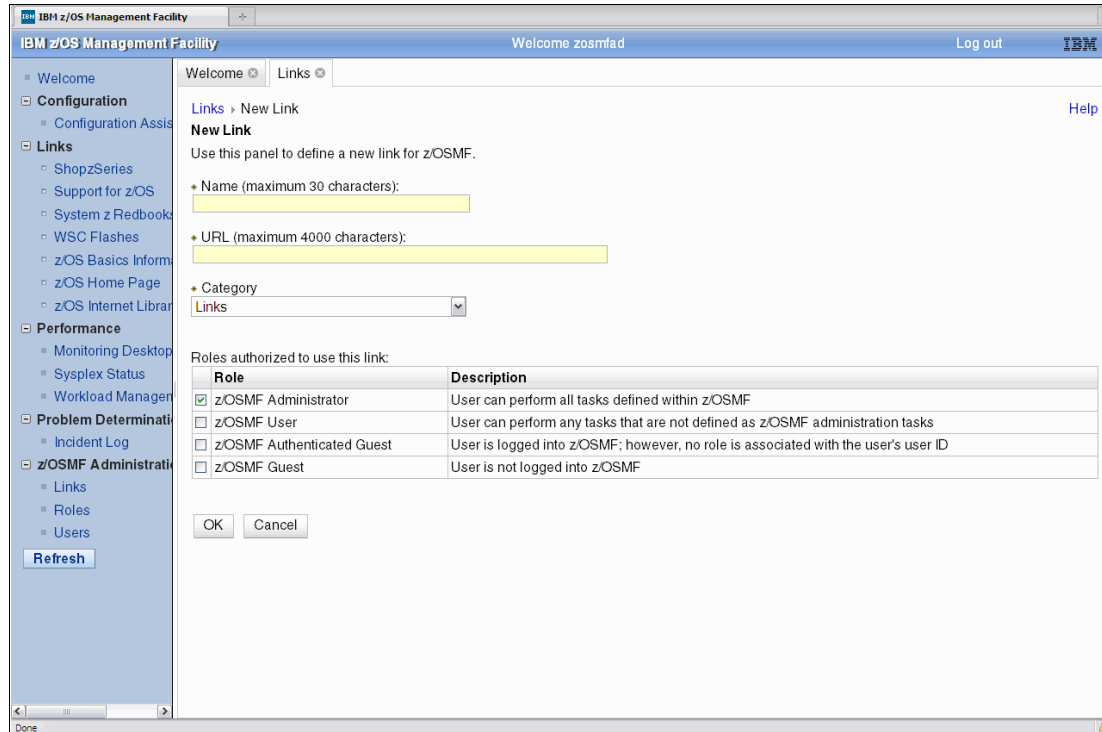 IBM z/OS Management Facility
IBM z/OS Management Facility
Welcome zosmfad
Log out
IBM
Welcome
Configuration
Configuration Assis
Links
ShopzSeries
Support for z/OS
System z Redbooks
WSC Flashes
z/OS Basics Informa
z/OS Home Page
z/OS Internet Librar
Performance
Monitoring Desktop
Sysplex Status
Workload Managen
Problem Determinati
Incident Log
z/OSMF Administrati
Links
Roles
Users
Refresh
Welcome
Links
Links New Link
Help
New Link
Use this panel to define a new link for z/OSMF.
Name (maximum 30 characters):
URL (maximum 4000 characters):
Category
Links
Roles authorized to use this link:
Role Description
z/OSMF Administrator User can perform all tasks defined within z/OSMF
z/OSMF User User can perform any tasks that are not defined as z/OSMF administration tasks
z/OSMF Authenticated Guest User is logged into z/OSMF; however, no role is associated with the user's user ID
z/OSMF Guest User is not logged into z/OSMF
OK
Cancel
Done